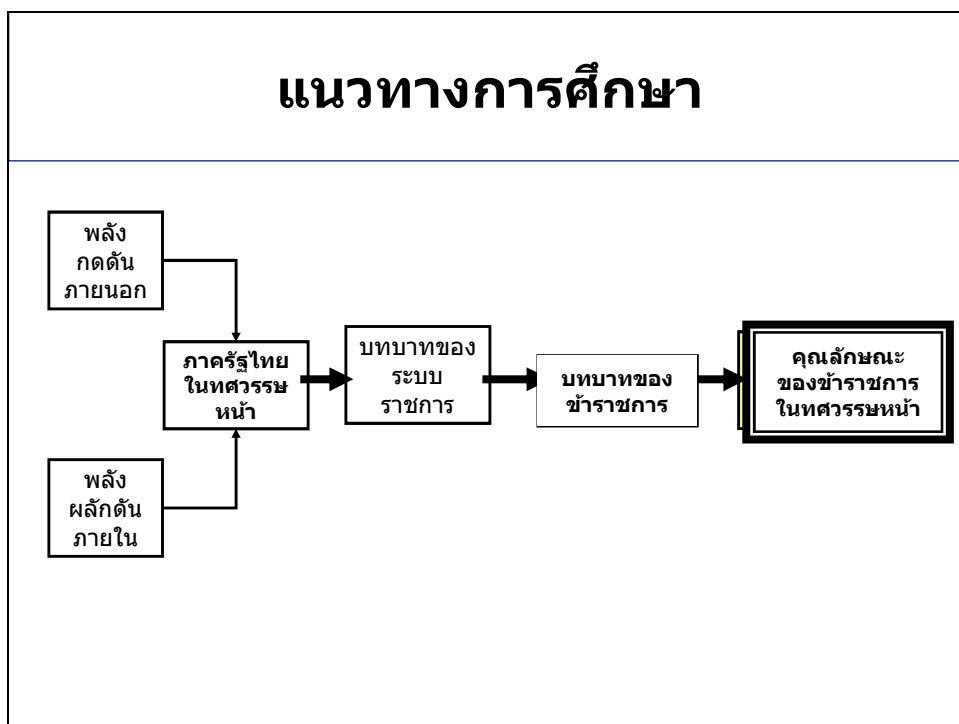 แนวทางการศึกษา
พลัง
กดดัน
ภายนอก
ภาครัฐไทย
ในทศวรรษ
หน้า
พลัง
ผลักดัน
ภายใน
บทบาทของ
ระบบ
ราชการ
บทบาทของ
ข้าราชการ
คุณลักษณะ
ของข้าราชการ
ในทศวรรษหน้า